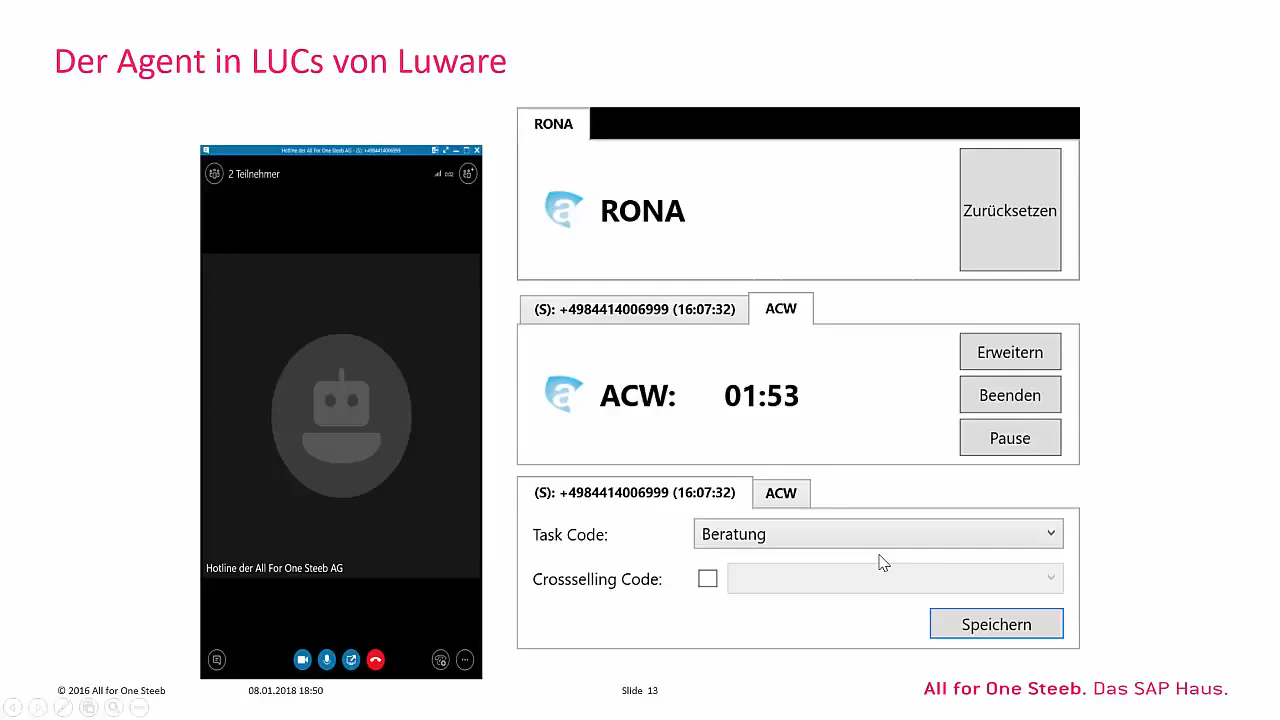 Der Agent in LUCs von Luware
Hotline der All For One Steeb AG - (S): +4984414006999
2 Teilnehmer
0:02
Hotline der All For One Steeb AG
RONA
RONA
Zurücksetzen
(S): +4984414006999 (16:07:32)
ACW
ACW: 01:53
Erweitern
Beenden
Pause
(S): +4984414006999 (16:07:32)
ACW
Task Code:
Beratung
Crossselling Code:
Speichern
© 2016 All for One Steeb
08.01.2018 18:50
Slide 13
All for One Steeb. Das SAP Haus.